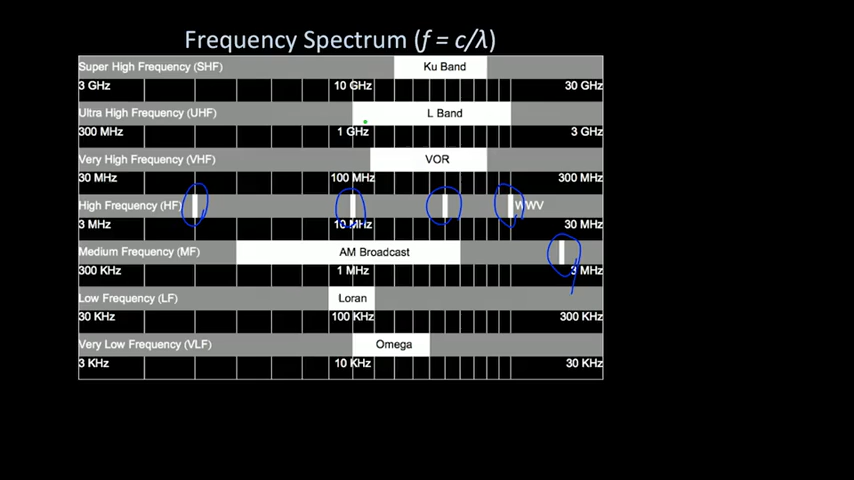 Frequency Spectrum (f = c/λ)
Super High Frequency (SHF) Ku Band
3 GHz 10 GHz 30 GHz
Ultra High Frequency (UHF) L Band
300 MHz 1 GHz 3 GHz
Very High Frequency (VHF) VOR
30 MHz 100 MHz 300 MHz
High Frequency (HF) WWV
3 MHz 10 MHz 30 MHz
Medium Frequency (MF) AM Broadcast
300 KHz 1 MHz 3 MHz
Low Frequency (LF) Loran
30 KHz 100 KHz 300 KHz
Very Low Frequency (VLF) Omega
3 KHz 10 KHz 30 KHz